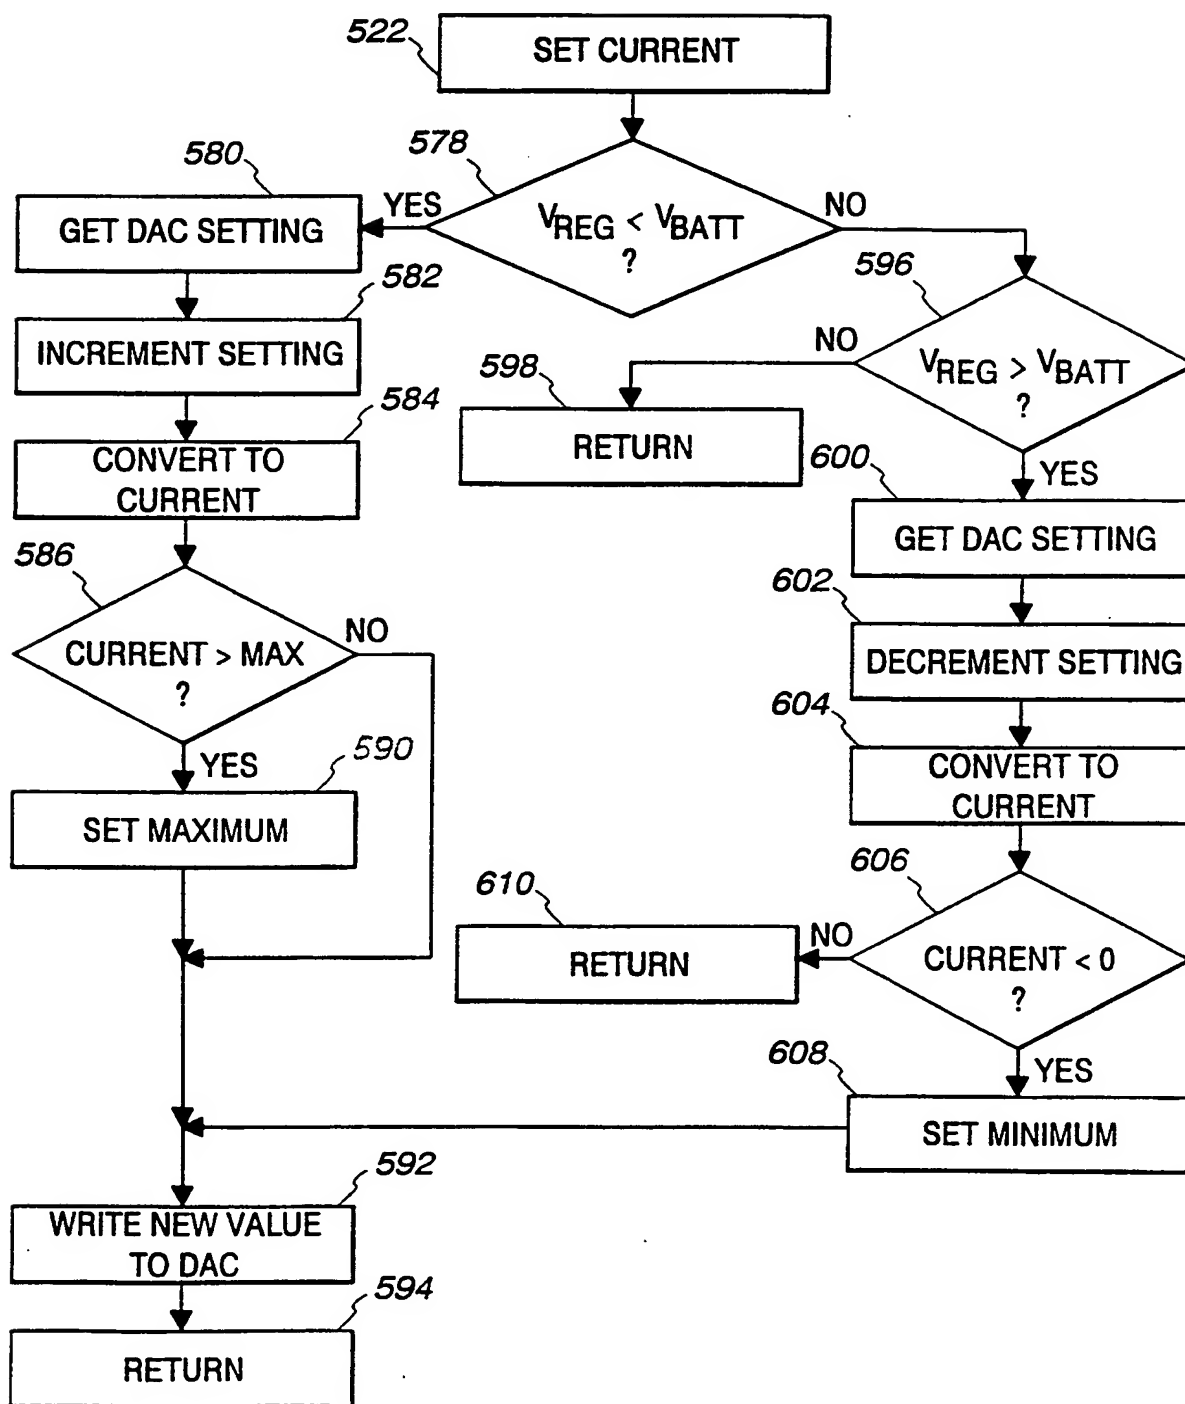 522
SET CURRENT
578
580
YES
NO
GET DAC SETTING
VREG < VBATT
?
582
596
INCREMENT SETTING
NO
VREG > VBATT
?
598
584
RETURN
CONVERT TO
CURRENT
600
YES
GET DAC SETTING
586
602
CURRENT > MAX
?
NO
DECREMENT SETTING
604
YES
590
CONVERT TO
CURRENT
SET MAXIMUM
606
610
NO
CURRENT < 0
?
RETURN
608
YES
SET MINIMUM
592
WRITE NEW VALUE
TO DAC
594
RETURN